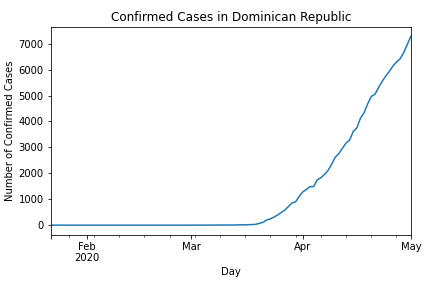 Confirmed Cases in Dominican Republic
Number of Confirmed Cases
7000
6000
5000
4000
3000
2000
1000
0
Feb
2020
Mar
Apr
May
Day